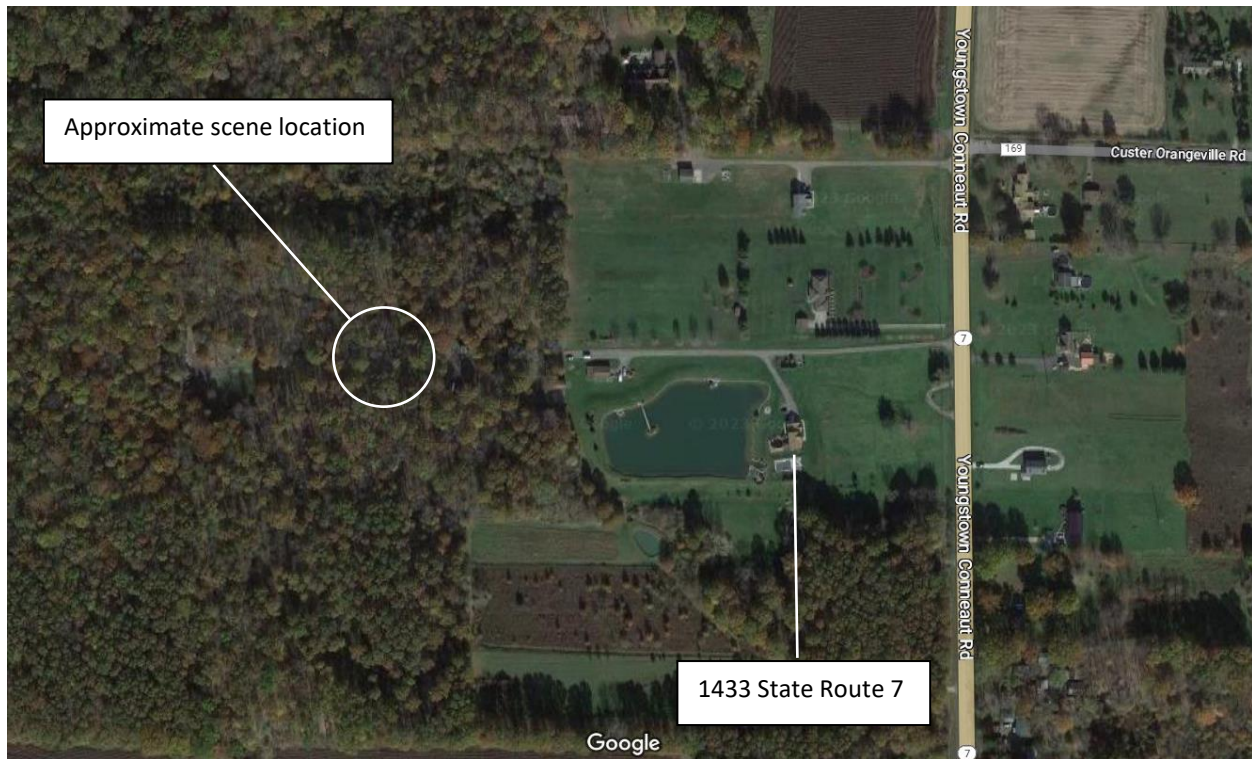 Youngstown Conneaut Rd
Approximate scene location
169
Custer Orangeville Rd
7
Youngstown Conneaut Rd
1433 State Route 7
Google
7